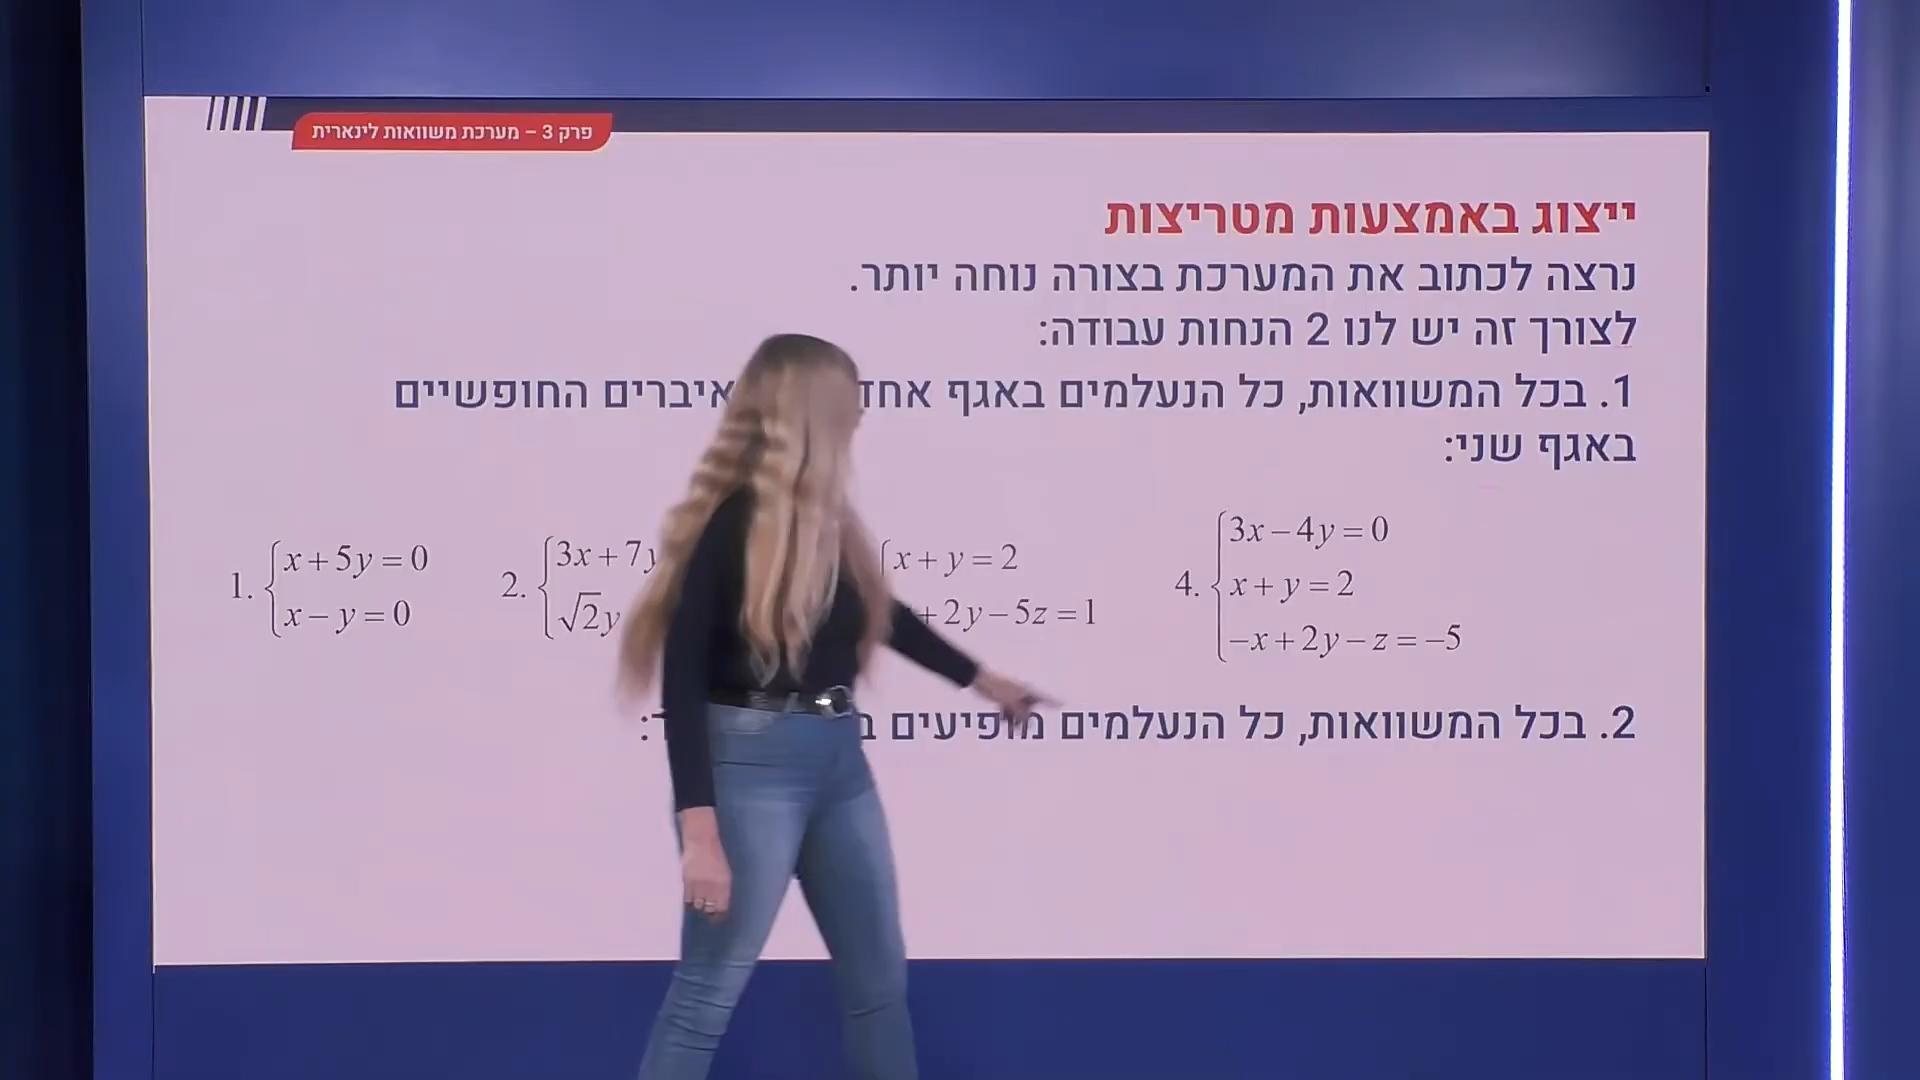 פרק 3 – מערכת משוואות לינארית
ייצוג באמצעות מטריצות
נרצה לכתוב את המערכת בצורה נוחה יותר.
לצורך זה יש לנו 2 הנחות עבודה:
1. בכל המשוואות, כל הנעלמים באגף אחד איברים החופשיים
באגף שני:
1. x + 5y = 0
x − y = 0
2. 3x + 7y
√2y
x + y = 2
+ 2y − 5z = 1
4. 3x − 4y = 0
x + y = 2
−x + 2y − z = −5
2. בכל המשוואות, כל הנעלמים מופיעים